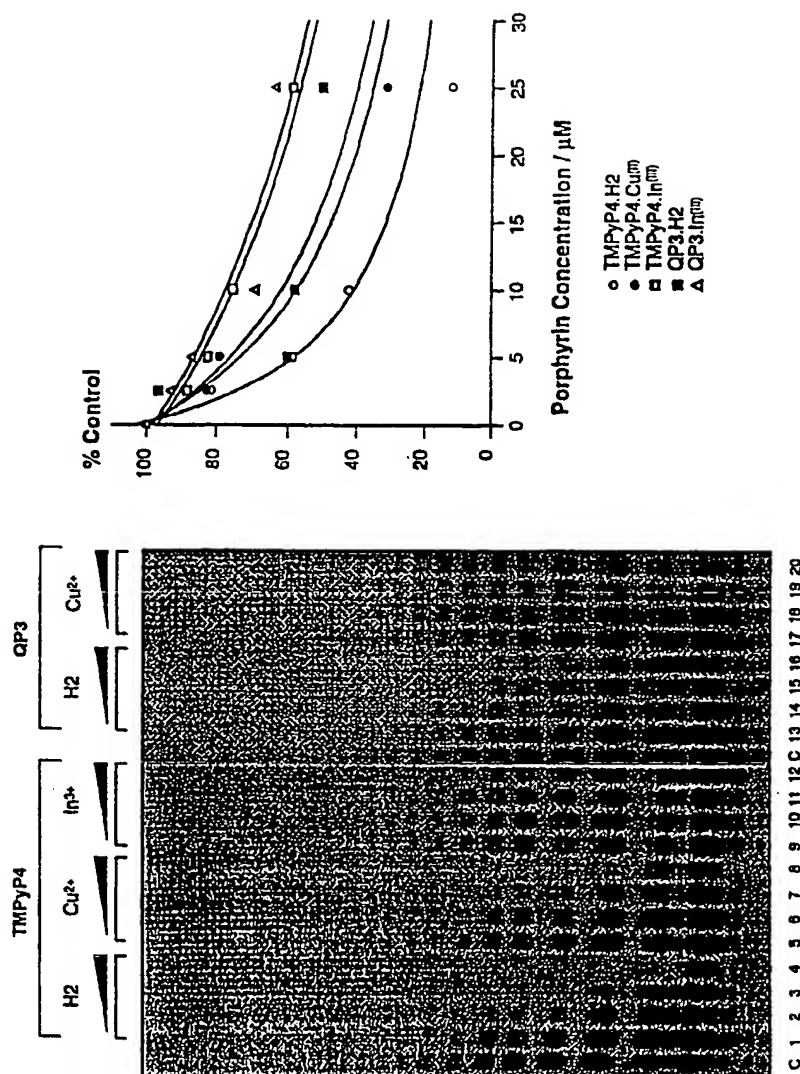 TMPyP4 QP3
H2 Cu²⁺ In³⁺ H2 Cu²⁺
C 1 2 3 4 5 6 7 8 9 10 11 12 C 13 14 15 16 17 18 19 20
% Control
100
80
60
40
20
0
0 5 10 15 20 25 30
Porphyrin Concentration / µM
○ TMPyP4.H2
● TMPyP4.Cu(II)
□ TMPyP4.In(III)
■ QP3.H2
△ QP3.In(III)